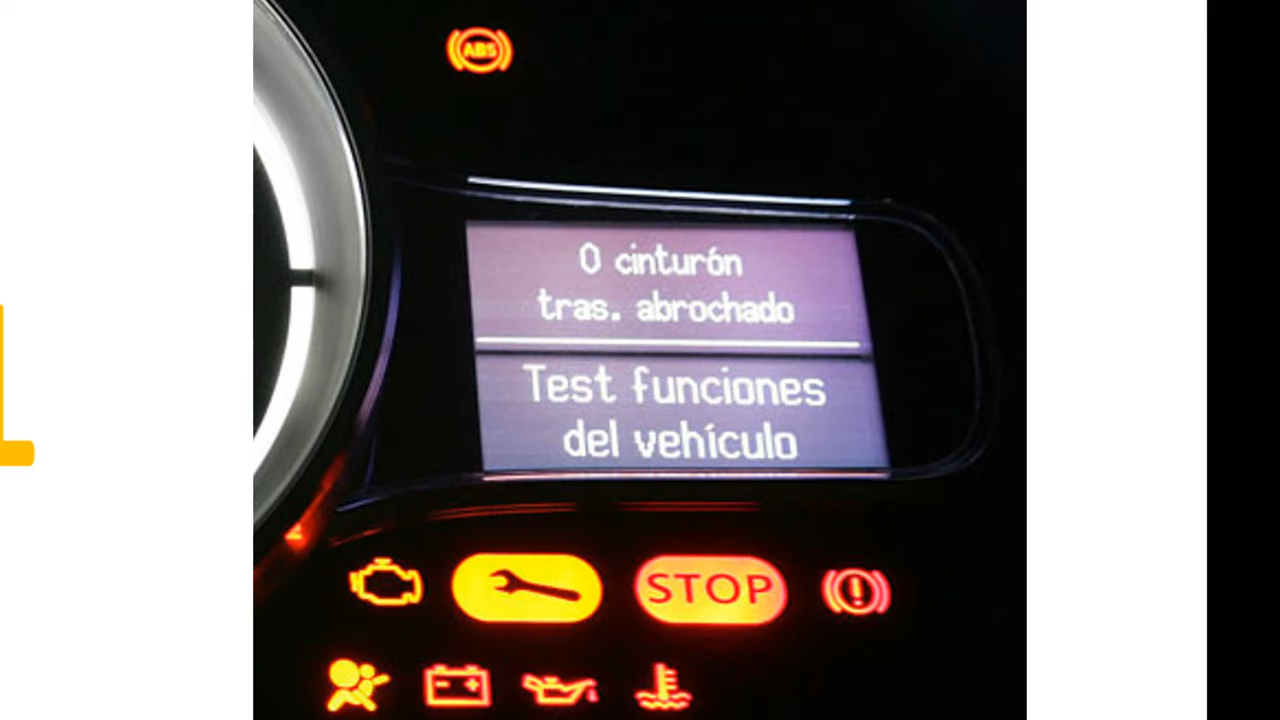 ABS
0 cinturón
tras. abrochado
Test funciones
del vehículo
STOP